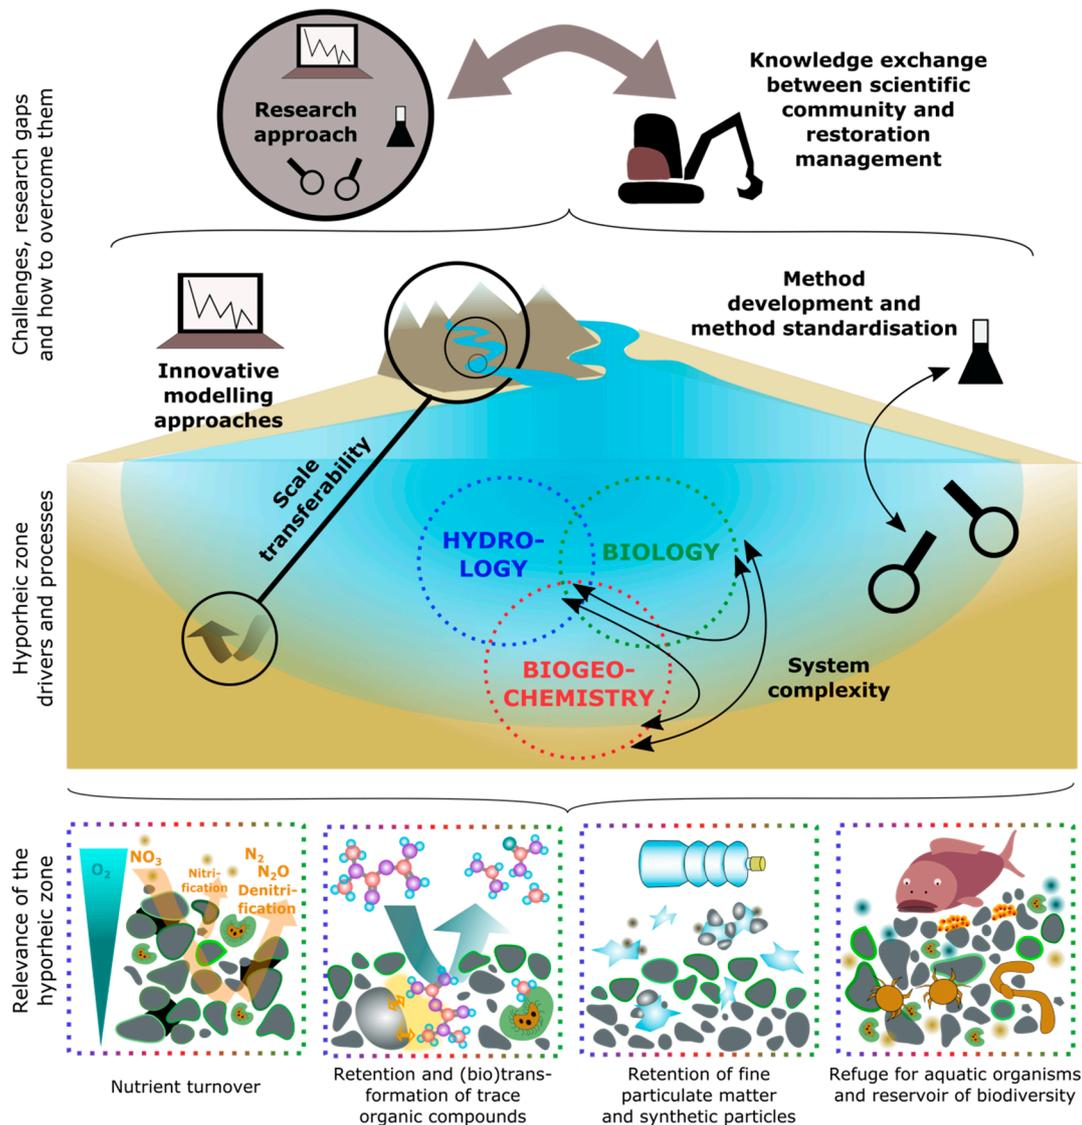 Challenges, research gaps
and how to overcome them
Research
approach
Knowledge exchange
between scientific
community and
restoration
management
Innovative
modelling
approaches
Method
development and
method standardisation
Scale
transferability
Hyporheic zone
drivers and processes
HYDRO-
LOGY
BIOLOGY
BIOGEO-
CHEMISTRY
System
complexity
Relevance of the
hyporheic zone
O2
NO3
Nitri-
fication
N2
N2O
Denitri-
fication
Nutrient turnover
Retention and (bio)trans-
formation of trace
organic compounds
Retention of fine
particulate matter
and synthetic particles
Refuge for aquatic organisms
and reservoir of biodiversity